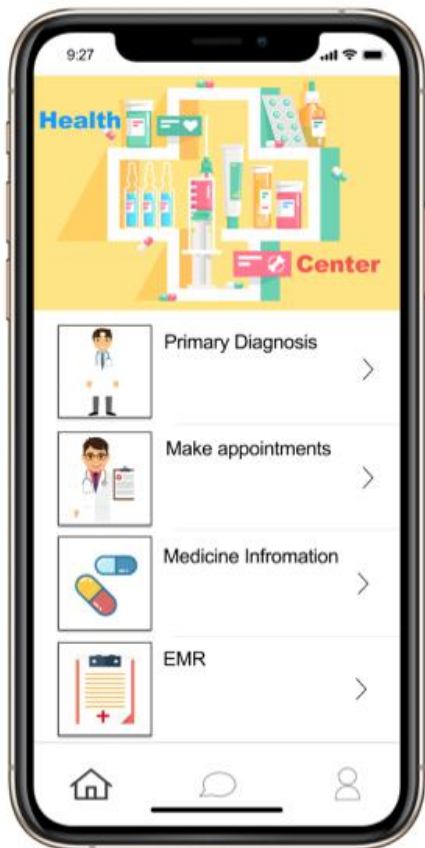 9:27
Health
Center
Primary Diagnosis
Make appointments
Medicine Infromation
EMR